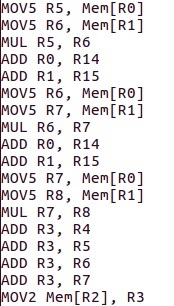 MOV5 R5, Mem[R0]
MOV5 R6, Mem[R1]
MUL R5, R6
ADD R0, R14
ADD R1, R15
MOV5 R6, Mem[R0]
MOV5 R7, Mem[R1]
MUL R6, R7
ADD R0, R14
ADD R1, R15
MOV5 R7, Mem[R0]
MOV5 R8, Mem[R1]
MUL R7, R8
ADD R3, R4
ADD R3, R5
ADD R3, R6
ADD R3, R7
MOV2 Mem[R2], R3